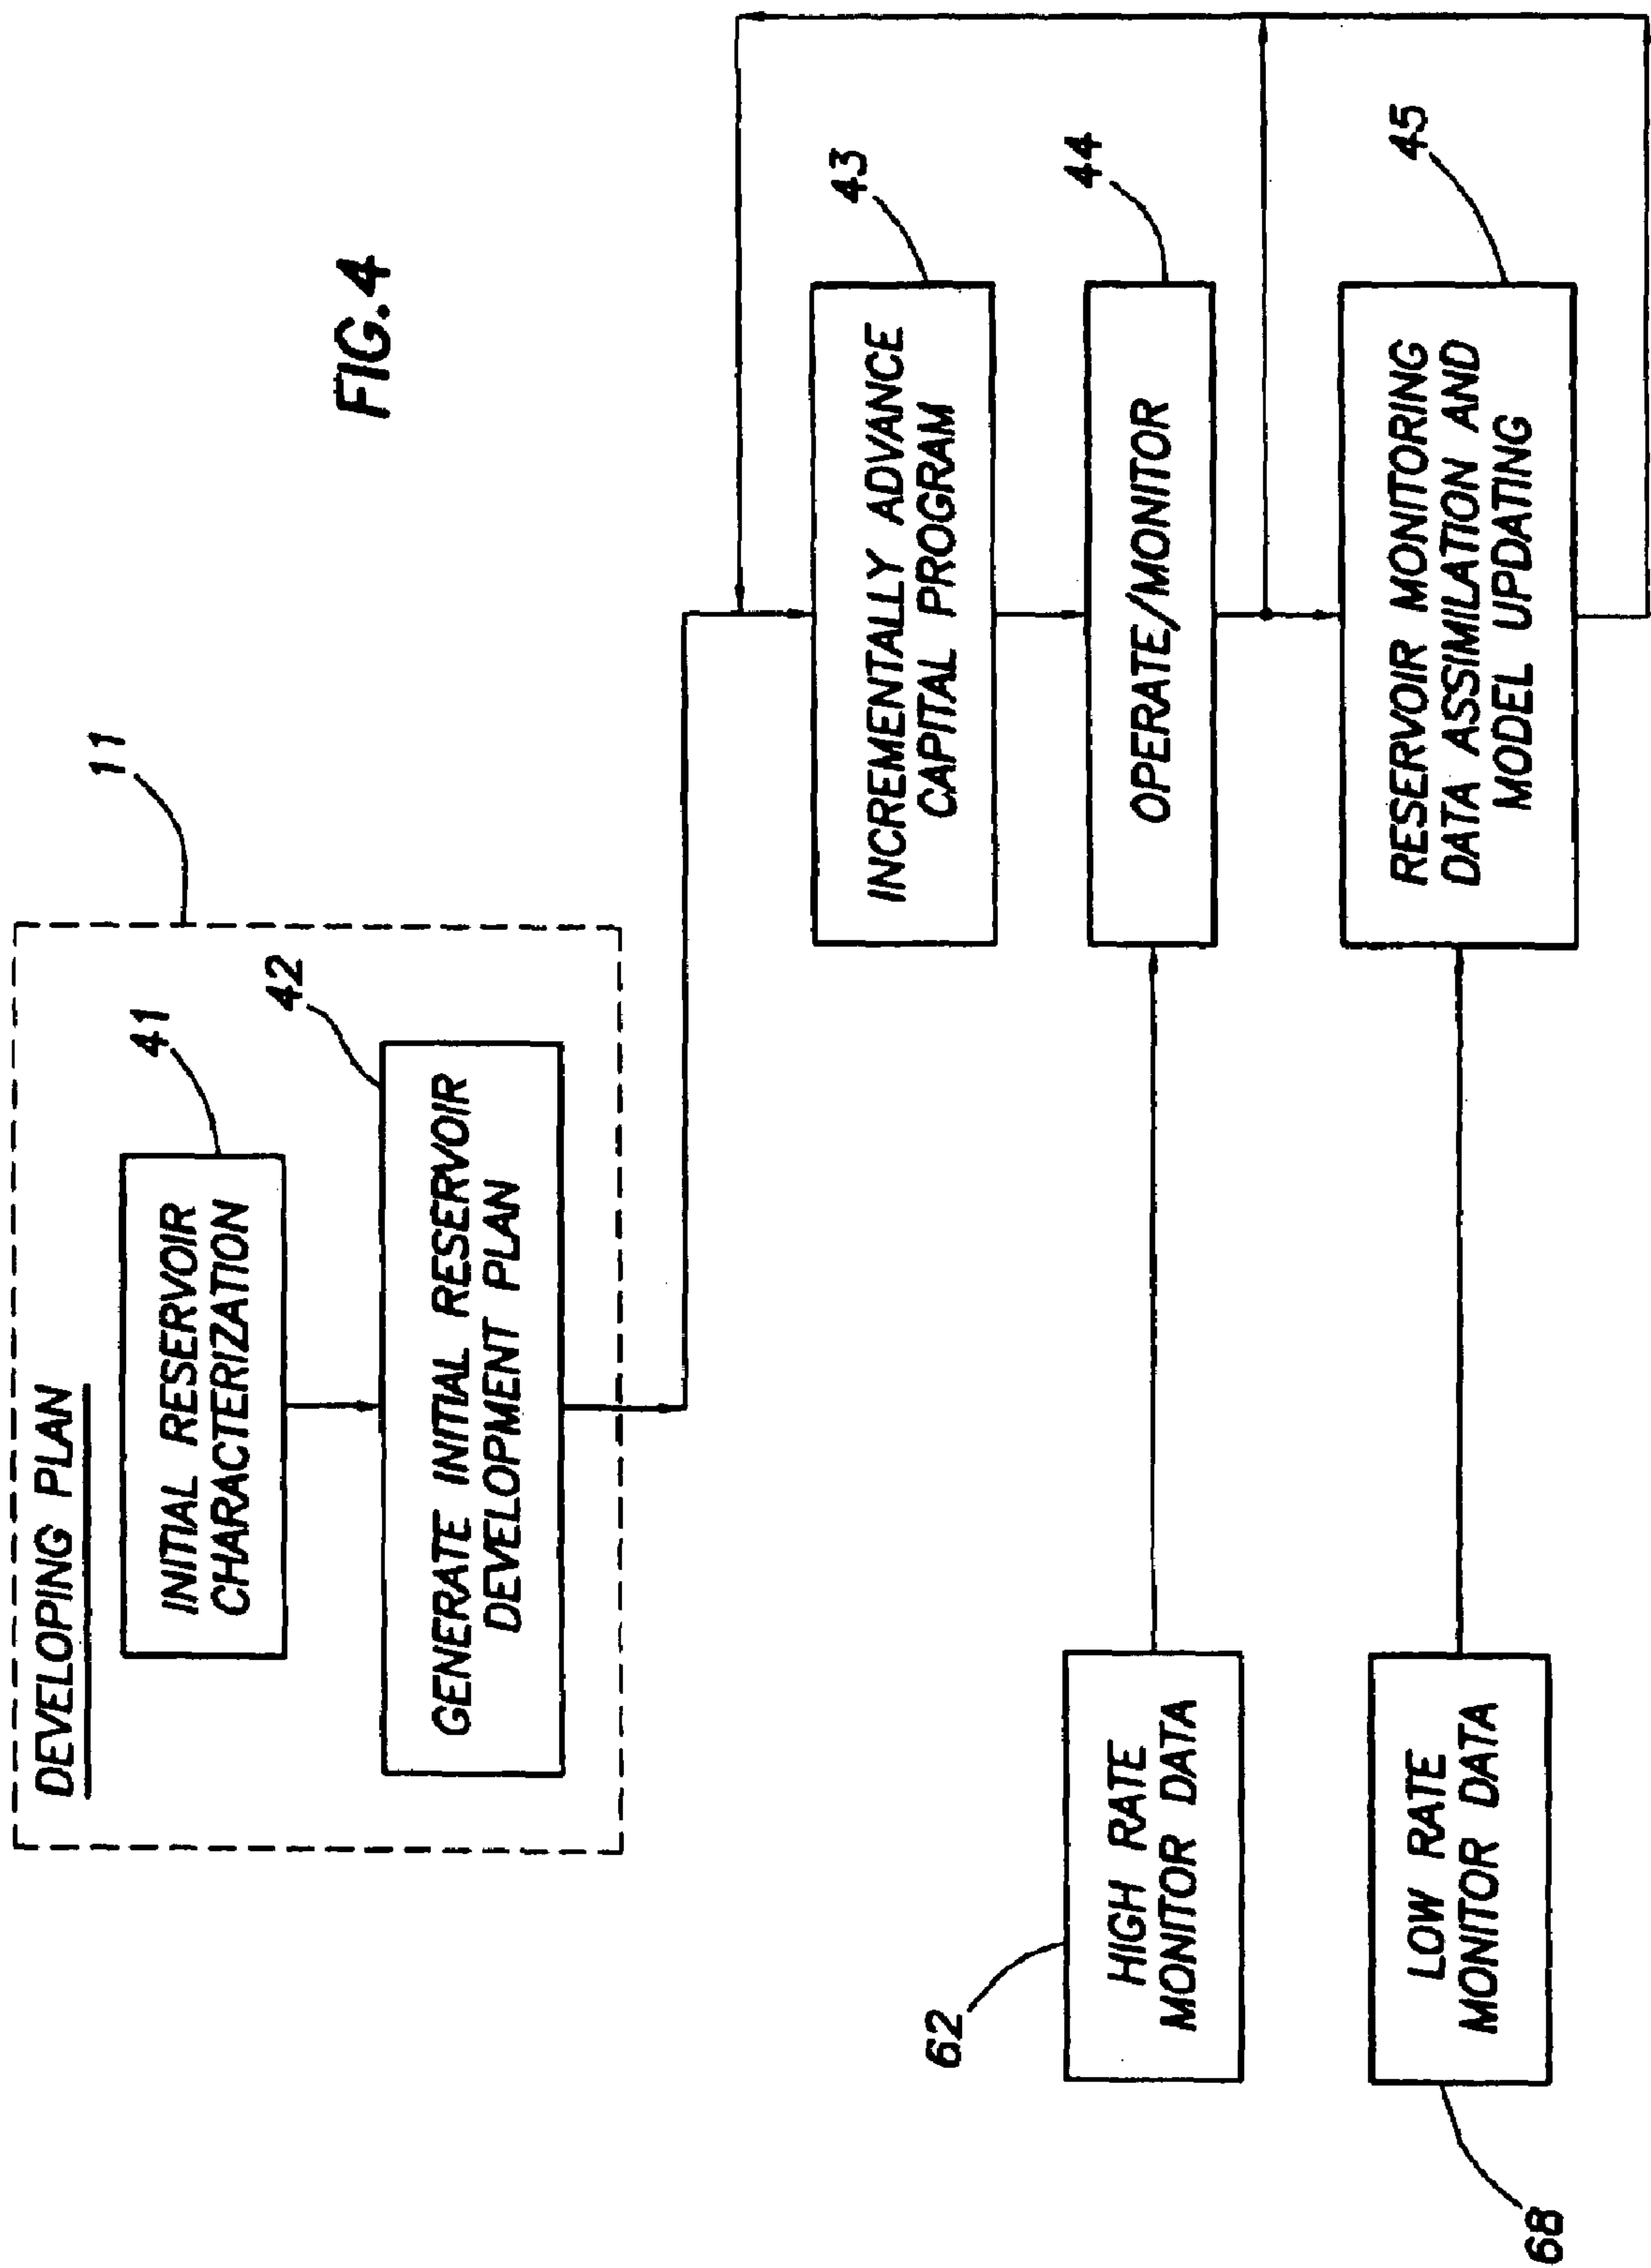 DEVELOPING PLAN
11
INITIAL RESERVOIR
CHARACTERIZATION
41
GENERATE INITIAL RESERVOIR
DEVELOPMENT PLAN
42
FIG.4
INCREMENTALLY ADVANCE
CAPITAL PROGRAM
43
62
HIGH RATE
MONITOR DATA
OPERATE/MONITOR
44
68
LOW RATE
MONITOR DATA
RESERVOIR MONITORING
DATA ASSIMILATION AND
MODEL UPDATING
45